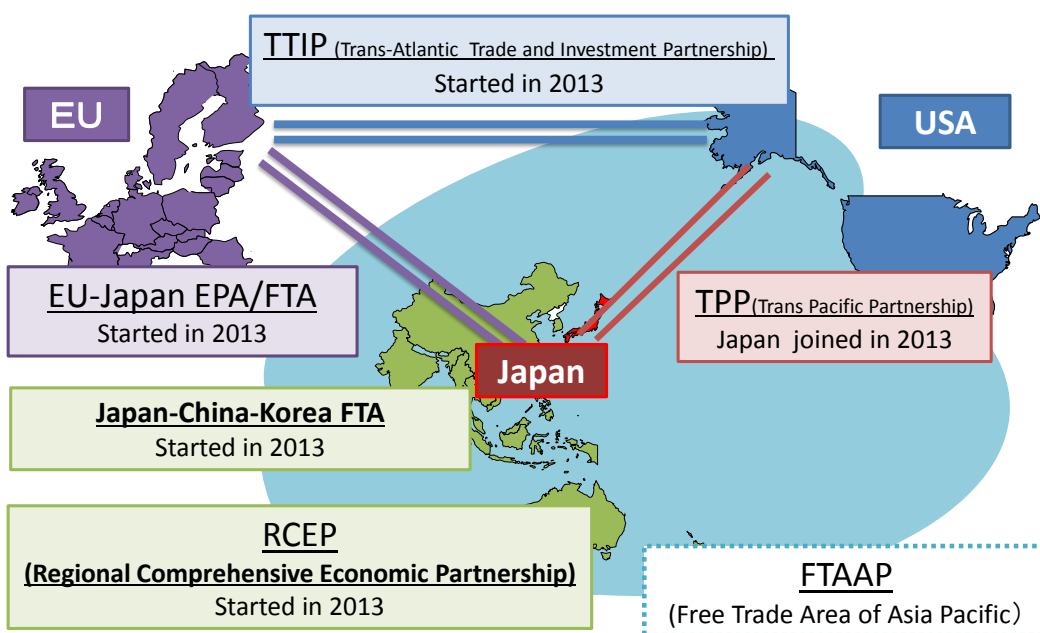 TTIP (Trans-Atlantic Trade and Investment Partnership)
Started in 2013
EU
USA
EU-Japan EPA/FTA
Started in 2013
TPP(Trans Pacific Partnership)
Japan joined in 2013
Japan
Japan-China-Korea FTA
Started in 2013
RCEP
(Regional Comprehensive Economic Partnership)
Started in 2013
FTAAP
(Free Trade Area of Asia Pacific）